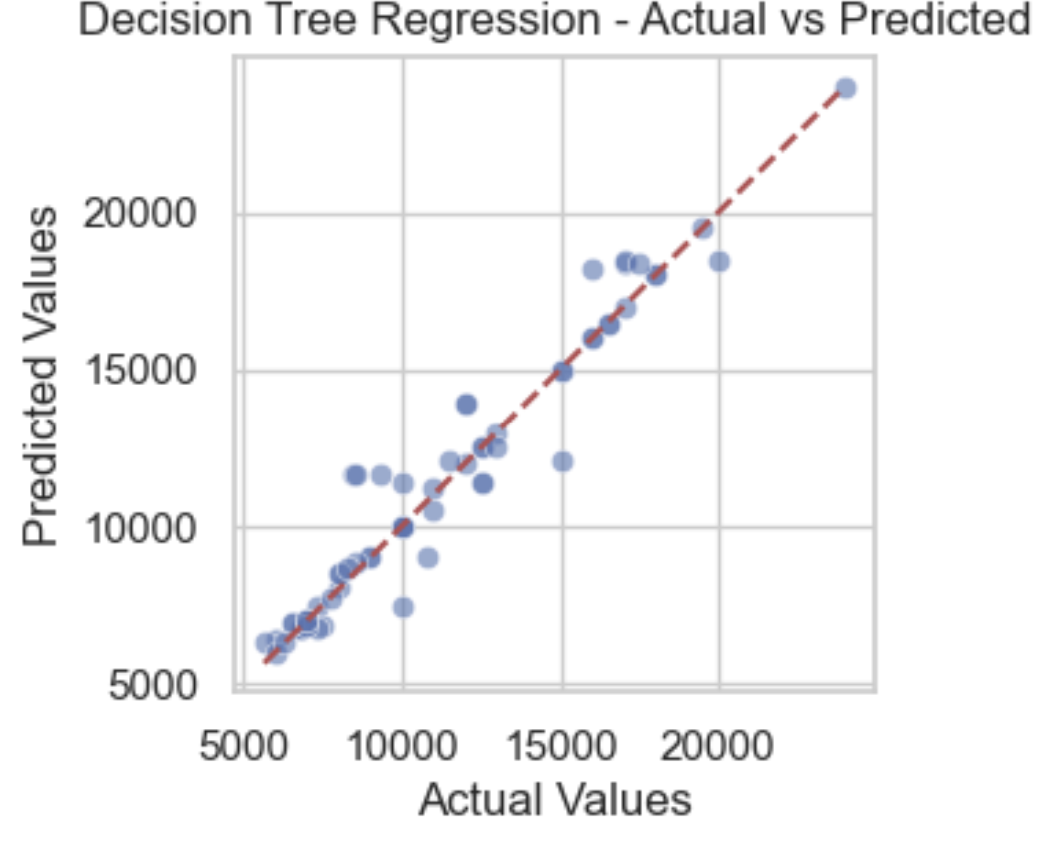 Decision Tree Regression - Actual vs Predicted
Predicted Values
20000
15000
10000
5000
5000 10000 15000 20000
Actual Values